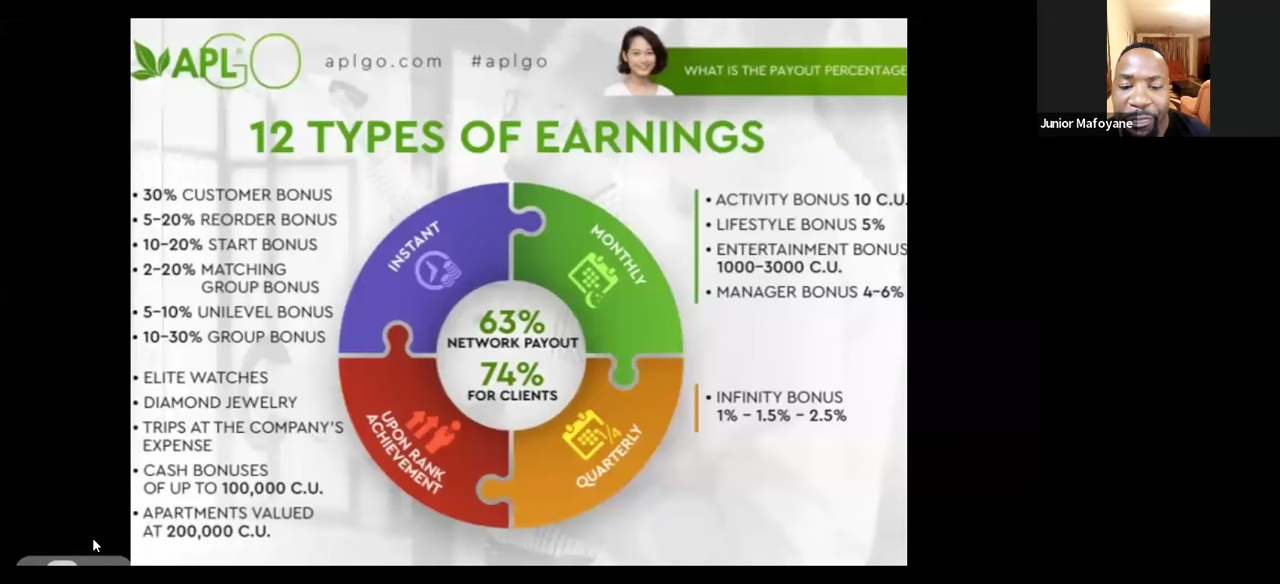 APLGO
aplgo.com #aplgo
WHAT IS THE PAYOUT PERCENTAGE
Junior Mafoyane
12 TYPES OF EARNINGS
• 30% CUSTOMER BONUS
• 5-20% REORDER BONUS
• 10-20% START BONUS
• 2-20% MATCHING
GROUP BONUS
• 5-10% UNILEVEL BONUS
• 10-30% GROUP BONUS
• ELITE WATCHES
• DIAMOND JEWELRY
• TRIPS AT THE COMPANY'S
EXPENSE
• CASH BONUSES
OF UP TO 100,000 C.U.
• APARTMENTS VALUED
AT 200,000 C.U.
INSTANT
MONTHLY
63%
NETWORK PAYOUT
74%
FOR CLIENTS
UPON RANK
ACHIEVEMENT
1/4
QUARTERLY
• ACTIVITY BONUS 10 C.U.
• LIFESTYLE BONUS 5%
• ENTERTAINMENT BONUS
1000-3000 C.U.
• MANAGER BONUS 4-6%
• INFINITY BONUS
1% - 1.5% - 2.5%